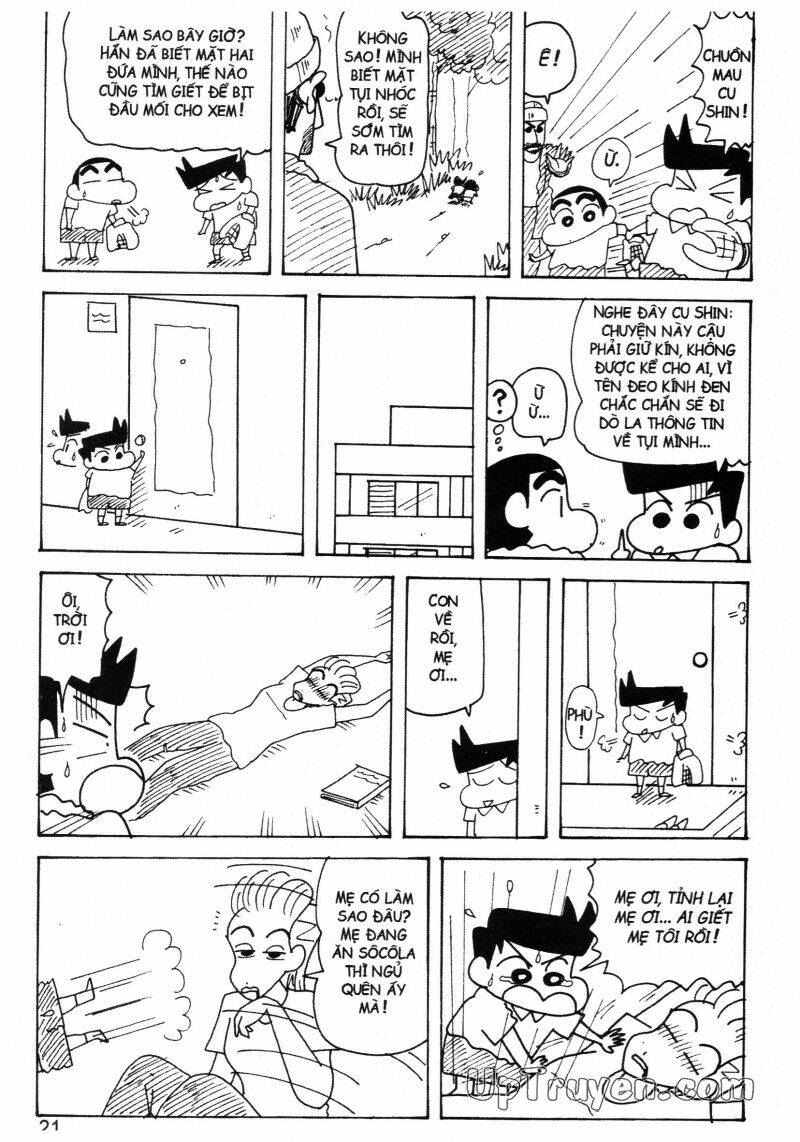 CHUỒN
MAU
CU
SHIN!
Ừ.
Ê!
KHÔNG
SAO! MÌNH
BIẾT MẶT
TỤI NHÓC
RỒI, SẼ
SỚM TÌM
RA THÔI!
LÀM SAO BÂY GIỜ?
HẮN ĐÃ BIẾT MẶT HAI
ĐỨA MÌNH, THẾ NÀO
CŨNG TÌM GIẾT ĐỂ BỊT
ĐẦU MỐI CHO XEM!
NGHE ĐÂY CU SHIN:
CHUYỆN NÀY CẬU
PHẢI GIỮ KÍN, KHÔNG
ĐƯỢC KỂ CHO AI, VÌ
TÊN ĐEO KÍNH ĐEN
CHẮC CHẮN SẼ ĐI
DÒ LA THÔNG TIN
VỀ TỤI MÌNH...
Ừ
Ừ...
?
PHÙ
!
CON
VỀ
RỒI,
MẸ
ƠI...
ÔI,
TRỜI
ƠI!
MẸ ƠI, TỈNH LẠI
MẸ ƠI... AI GIẾT
MẸ TÔI RỒI!
MẸ CÓ LÀM
SAO ĐÂU?
MẸ ĐANG
ĂN SÔCÔLA
THÌ NGỦ
QUÊN ẤY
MÀ!
UpTruyen.com
21